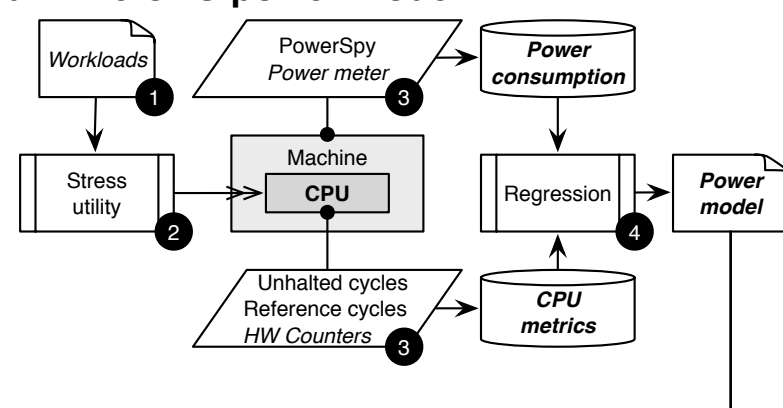 Workloads
1
PowerSpy
Power meter
3
Power
consumption
Stress
utility
2
Machine
CPU
Regression
4
Power
model
Unhalted cycles
Reference cycles
HW Counters
3
CPU
metrics